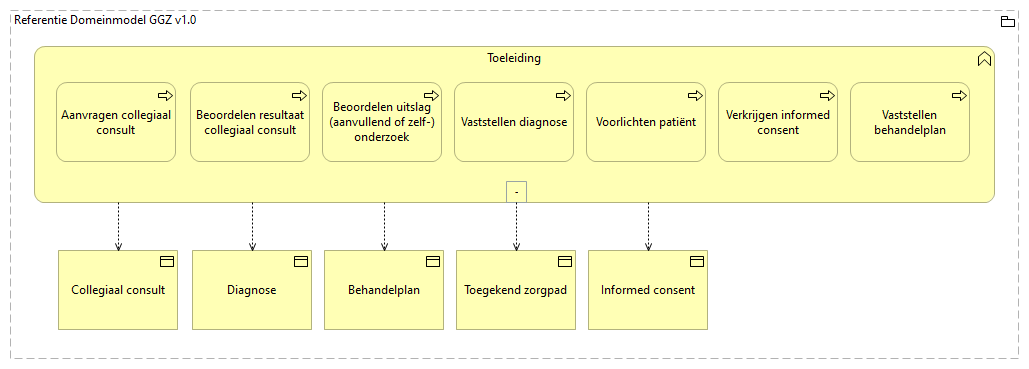 Referentie Domeinmodel GGZ v1.0
Toeleiding
Aanvragen collegiaal
consult
Beoordelen resultaat
collegiaal consult
Beoordelen uitslag
(aanvullend of zelf-)
onderzoek
Vaststellen diagnose
Voorlichten patiënt
Verkrijgen informed
consent
Vaststellen
behandelplan
-
Collegiaal consult
Diagnose
Behandelplan
Toegekend zorgpad
Informed consent